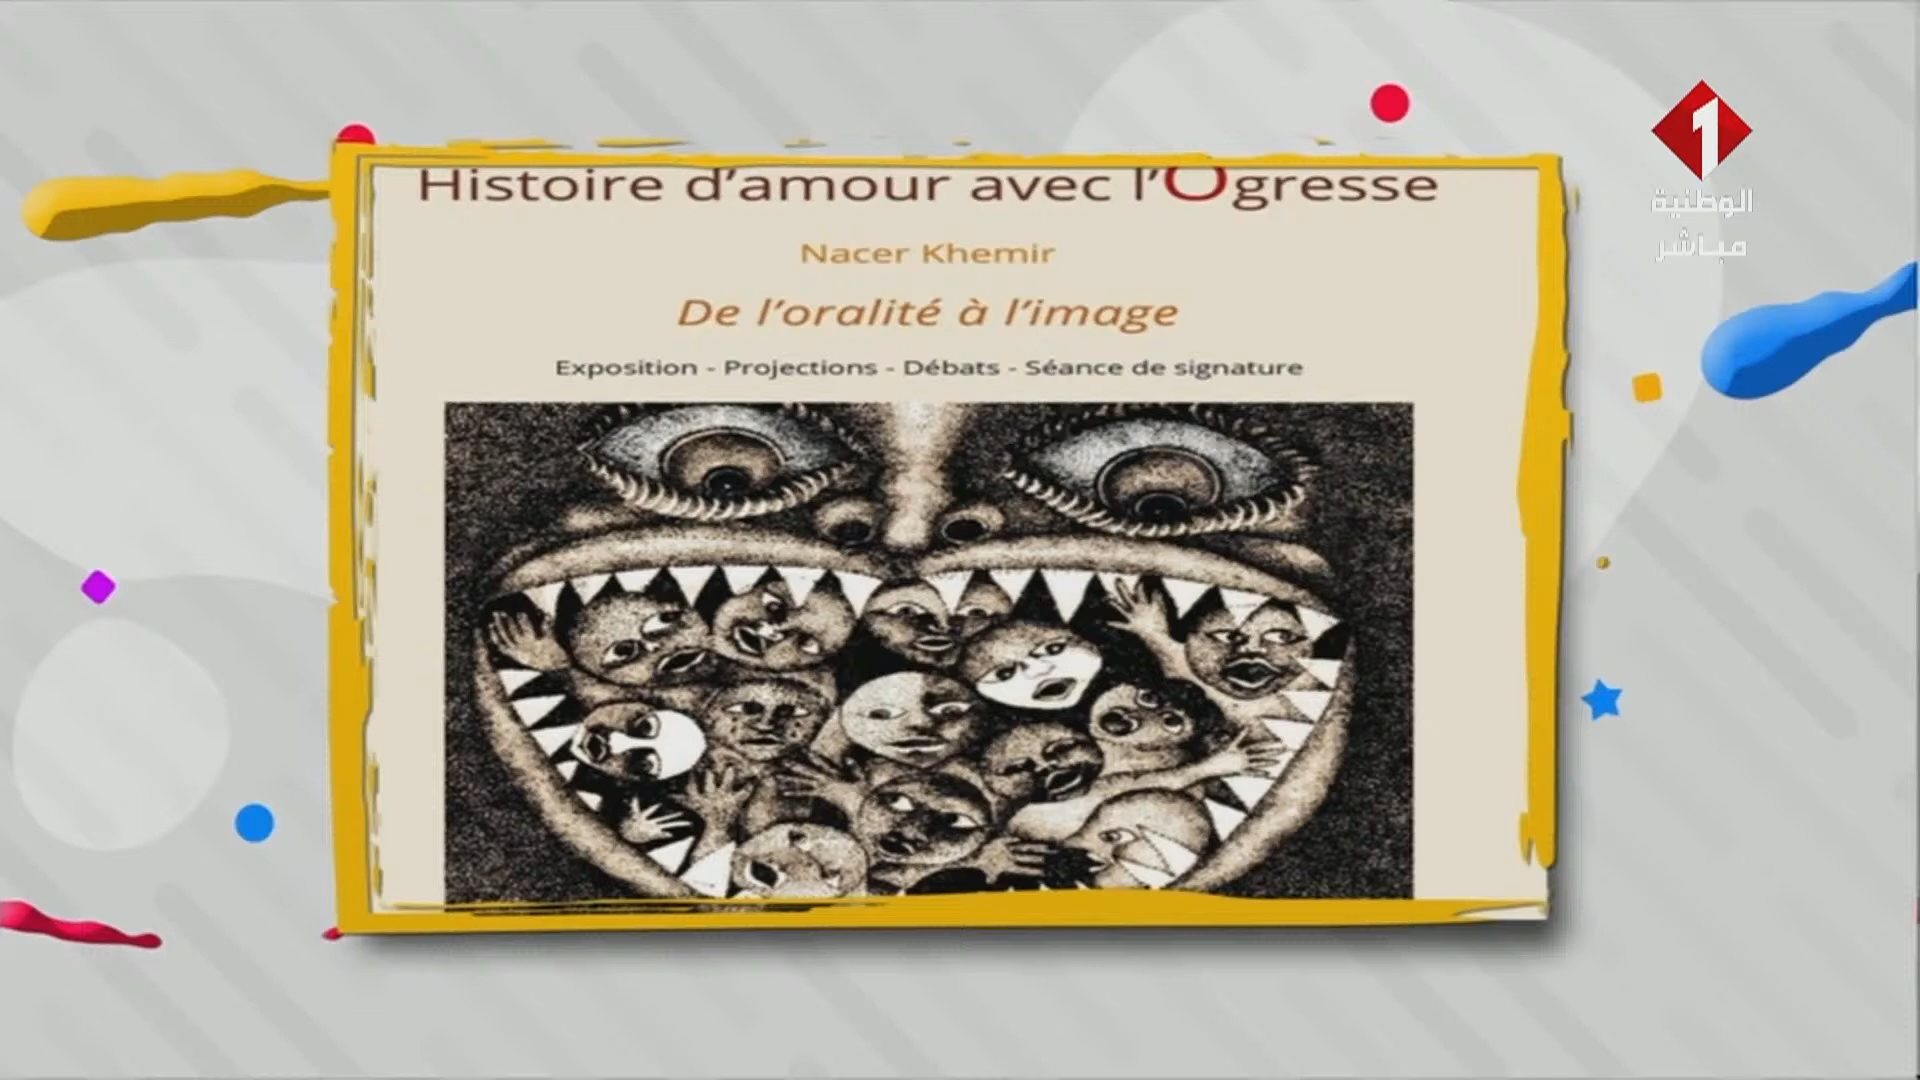 Histoire d'amour avec l'Ogresse
Nacer Khemir
De l'oralité à l'image
Exposition - Projections - Débats - Séance de signature
1
الوطنية
مباشر